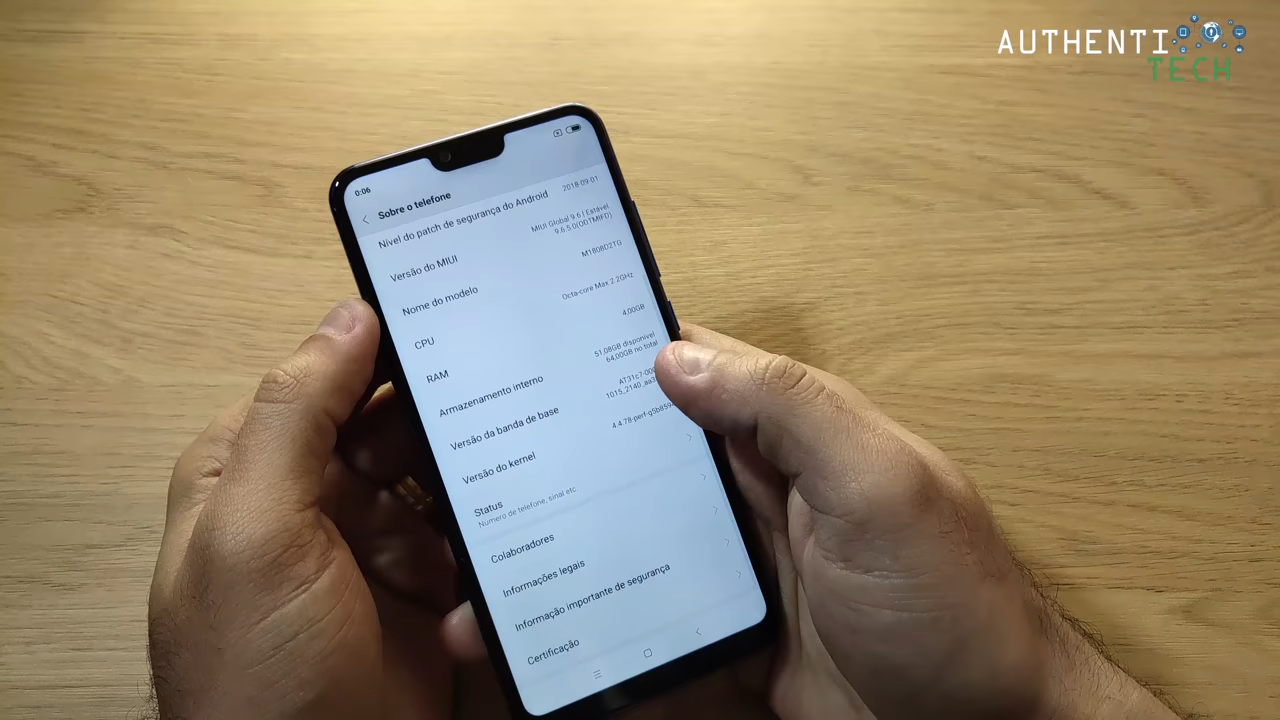 AUTHENTI
TECH
0:06
Sobre o telefone
Nível do patch de segurança do Android 2018-09-01
Versão do MIUI MIUI Global 9.6 | Estável
9.6.5.0(ODTMIFD)
Nome do modelo M1808D2TG
CPU Octa-core Max 2.2GHz
RAM 4,00GB
Armazenamento interno 51,08GB disponível
64,00GB no total
Versão da banda de base AT31c7-
1015_2140_
Versão do kernel 4.4.78-perf-g5b859
Status
Número de telefone, sinal etc
Colaboradores
Informações legais
Informação importante de segurança
Certificação